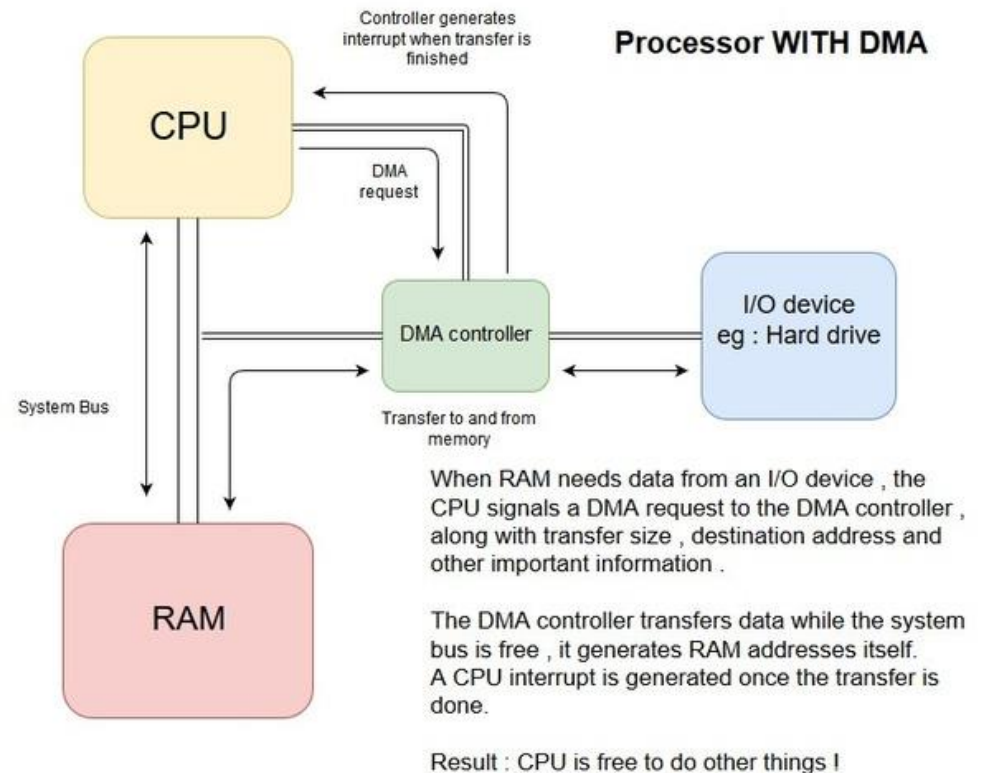 Controller generates
interrupt when transfer is
finished
Processor WITH DMA
CPU
DMA
request
I/O device
eg : Hard drive
DMA controller
System Bus
Transfer to and from
memory
RAM
When RAM needs data from an I/O device , the
CPU signals a DMA request to the DMA controller ,
along with transfer size , destination address and
other important information .
The DMA controller transfers data while the system
bus is free , it generates RAM addresses itself.
A CPU interrupt is generated once the transfer is
done.
Result : CPU is free to do other things !